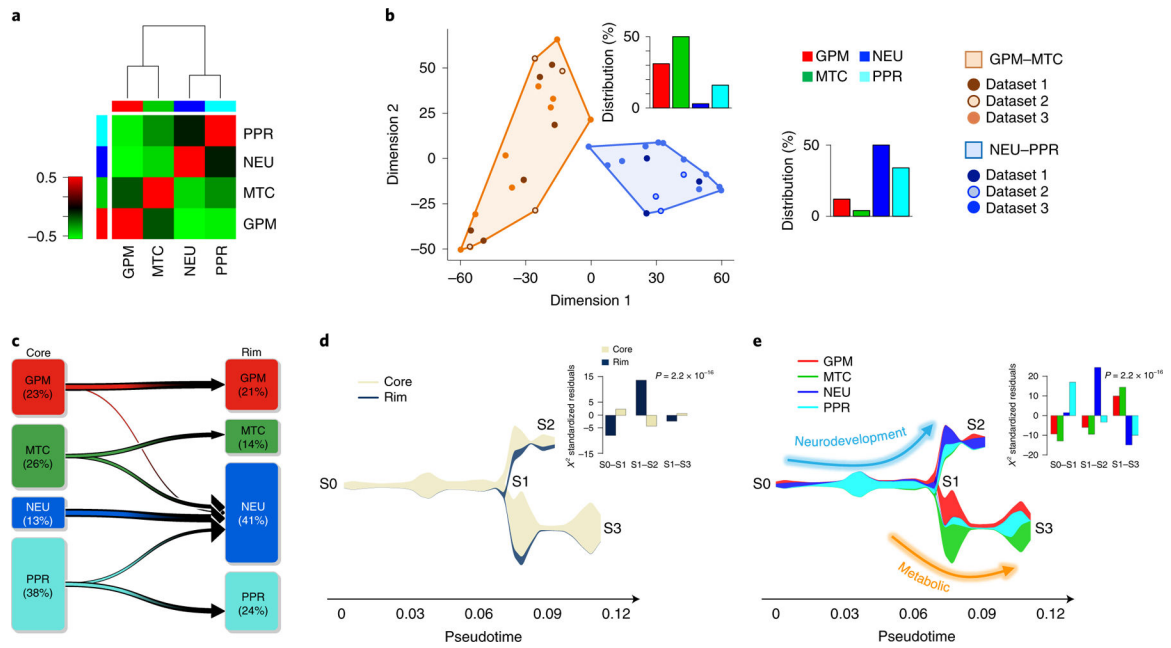 a
PPR
NEU
MTC
GPM
0.5
–0.5
GPM
MTC
NEU
PPR
b
Dimension 2
50
25
0
–25
–50
–60
–30
0
30
60
Dimension 1
Distribution (%)
50
0
Distribution (%)
50
0
GPM
NEU
MTC
PPR
GPM–MTC
Dataset 1
Dataset 2
Dataset 3
NEU–PPR
Dataset 1
Dataset 2
Dataset 3
c
Core
Rim
GPM
(23%)
MTC
(26%)
NEU
(13%)
PPR
(38%)
GPM
(21%)
MTC
(14%)
NEU
(41%)
PPR
(24%)
d
Core
Rim
Core
Rim
P = 2.2 × 10⁻¹⁶
X² standardized residuals
15
5
0
–5
–15
S0–S1 S1–S2 S1–S3
S0
S1
S2
S3
0 0.03 0.06 0.09 0.12
Pseudotime
e
GPM
MTC
NEU
PPR
P = 2.2 × 10⁻¹⁶
X² standardized residuals
20
10
0
–10
–20
S0–S1 S1–S2 S1–S3
Neurodevelopment
S0
S1
S2
S3
Metabolic
0 0.03 0.06 0.09 0.12
Pseudotime